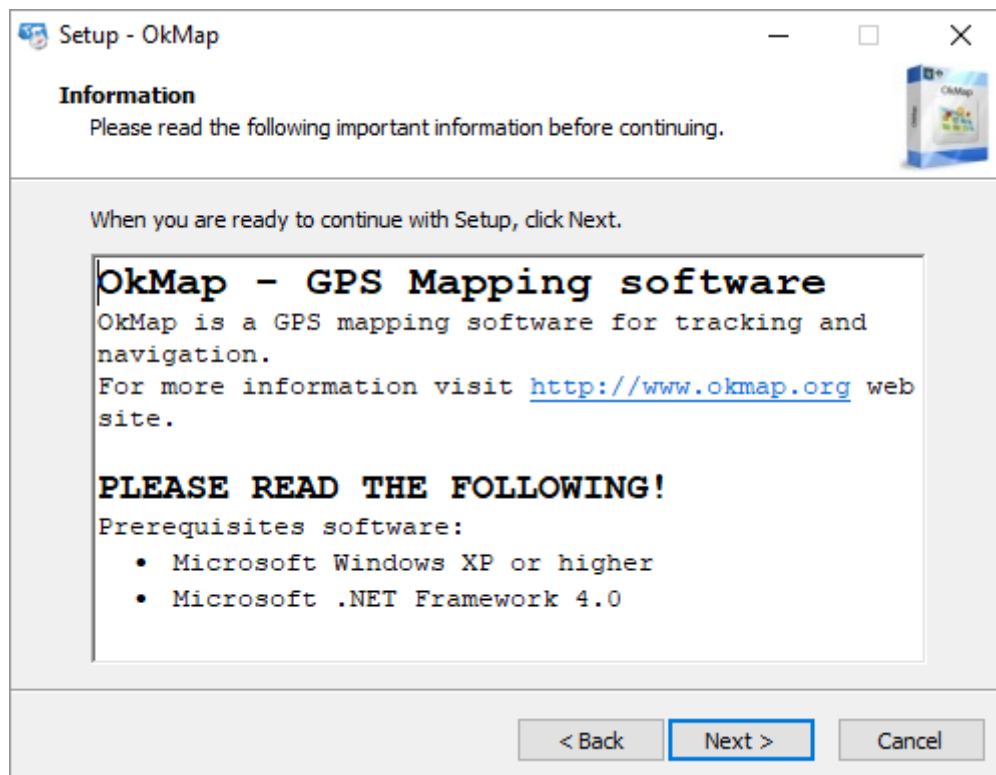 Setup - OkMap
Information
Please read the following important information before continuing.
OkMap
When you are ready to continue with Setup, click Next.
OkMap - GPS Mapping software
OkMap is a GPS mapping software for tracking and
navigation.
For more information visit http://www.okmap.org web
site.
PLEASE READ THE FOLLOWING!
Prerequisites software:
• Microsoft Windows XP or higher
• Microsoft .NET Framework 4.0
< Back
Next >
Cancel